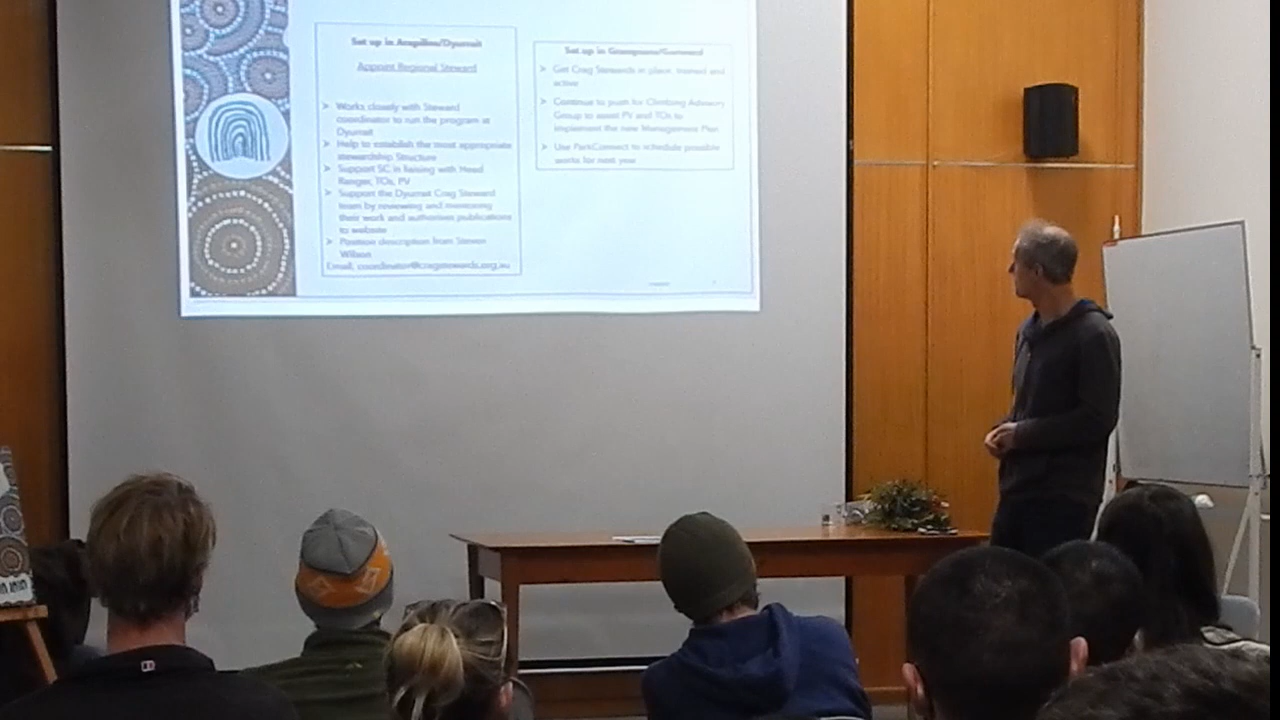 Set up in Arapiles/Dyurrait
Appoint Regional Steward
Works closely with Steward
coordinator to run the program at
Dyurrait
Help to establish the most appropriate
stewardship Structure
Support SC in liaising with Head
Ranger, TOs, PV
Support the Dyurrait Crag Steward
team by reviewing and mentoring
their work and authorises publications
to website
Position description from Steven
Wilson
Email, coordinator@cragstewards.org.au
Set up in Grampians/Gariwerd
Get Crag Stewards in place, trained and
active
Continue to push for Climbing Advisory
Group to assist PV and TOs to
implement the new Management Plan
Use ParkConnect to schedule possible
works for next year